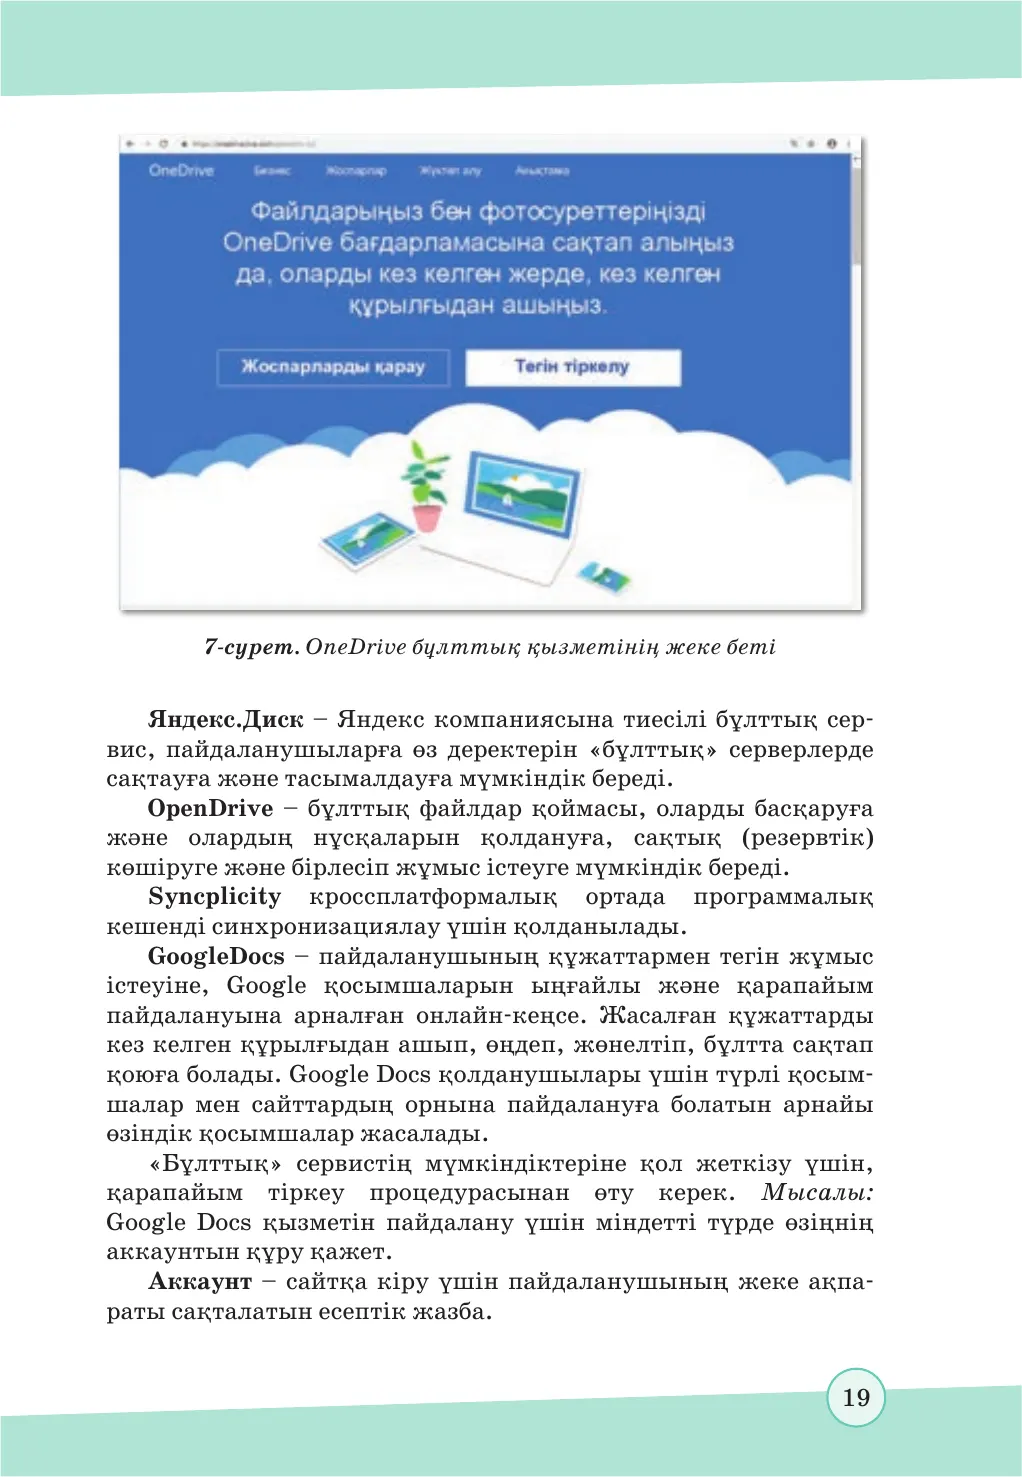 OneDrive Бизнес Жоспарлар Жүктеп алу Анықтама
Файлдарыңыз бен фотосуреттеріңізді
OneDrive бағдарламасына сақтап алыңыз
да, оларды кез келген жерде, кез келген
құрылғыдан ашыңыз.
Жоспарларды қарау Тегін тіркелу
7-сурет. OneDrive бұлттық қызметінің жеке беті
Яндекс.Диск – Яндекс компаниясына тиесілі бұлттық сер-
вис, пайдаланушыларға өз деректерін «бұлттық» серверлерде
сақтауға және тасымалдауға мүмкіндік береді.
OpenDrive – бұлттық файлдар қоймасы, оларды басқаруға
және олардың нұсқаларын қолдануға, сақтық (резервтік)
көшіруге және бірлесіп жұмыс істеуге мүмкіндік береді.
Syncplicity кроссплатформалық ортада программалық
кешенді синхронизациялау үшін қолданылады.
GoogleDocs – пайдаланушының құжаттармен тегін жұмыс
істеуіне, Google қосымшаларын ыңғайлы және қарапайым
пайдалануына арналған онлайн-кеңсе. Жасалған құжаттарды
кез келген құрылғыдан ашып, өңдеп, жөнелтіп, бұлтта сақтап
қоюға болады. Google Docs қолданушылары үшін түрлі қосым-
шалар мен сайттардың орнына пайдалануға болатын арнайы
өзіндік қосымшалар жасалады.
«Бұлттық» сервистің мүмкіндіктеріне қол жеткізу үшін,
қарапайым тіркеу процедурасынан өту керек. Мысалы:
Google Docs қызметін пайдалану үшін міндетті түрде өзіңнің
аккаунтын құру қажет.
Аккаунт – сайтқа кіру үшін пайдаланушының жеке ақпа-
раты сақталатын есептік жазба.
19